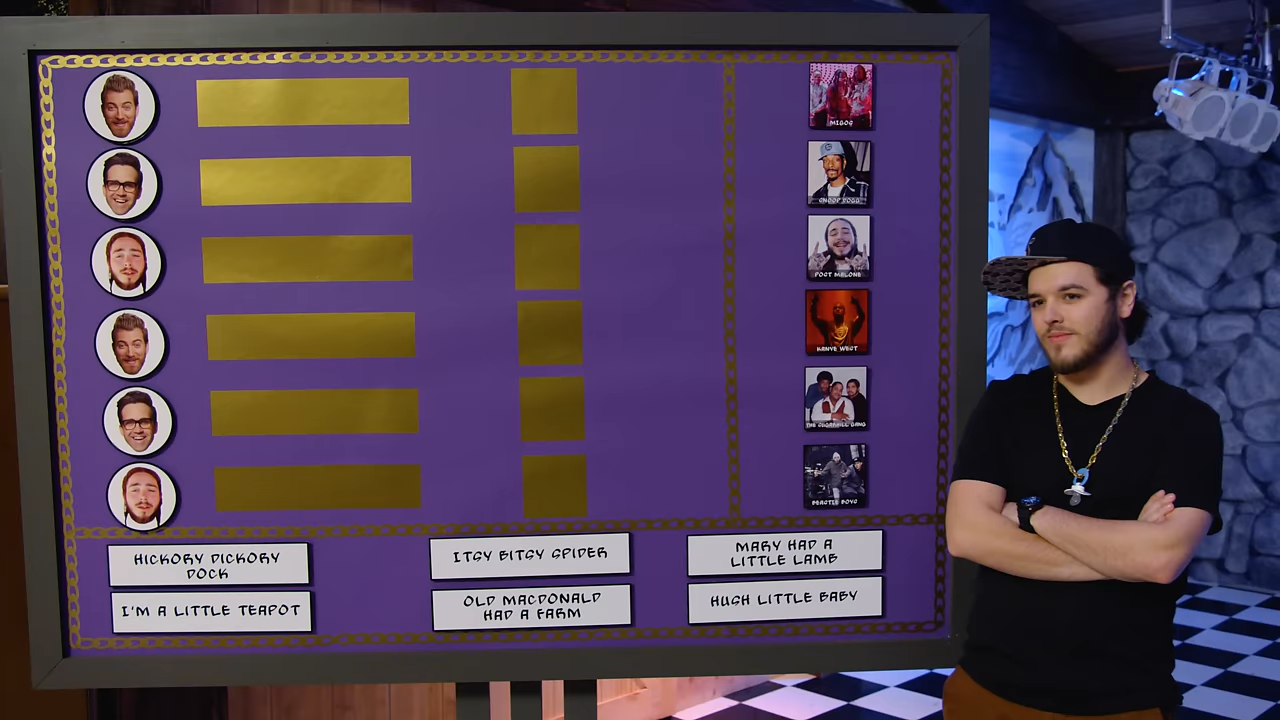 MIGOS
SNOOP DOGG
POST MALONE
KANYE WEST
THE SUGARHILL GANG
BEASTIE BOYS
HICKORY DICKORY
DOCK
ITSY BITSY SPIDER
MARY HAD A
LITTLE LAMB
I'M A LITTLE TEAPOT
OLD MACDONALD
HAD A FARM
HUSH LITTLE BABY